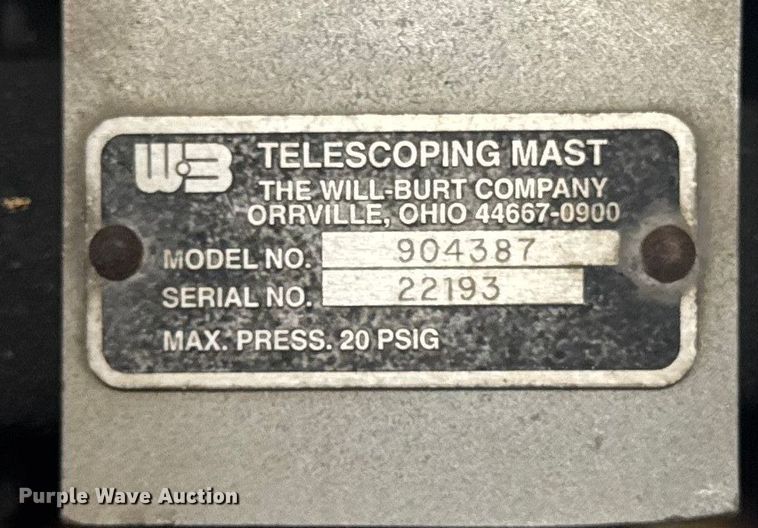 W·B TELESCOPING MAST
THE WILL-BURT COMPANY
ORRVILLE, OHIO 44667-0900
MODEL NO. 904387
SERIAL NO. 22193
MAX. PRESS. 20 PSIG
Purple Wave Auction